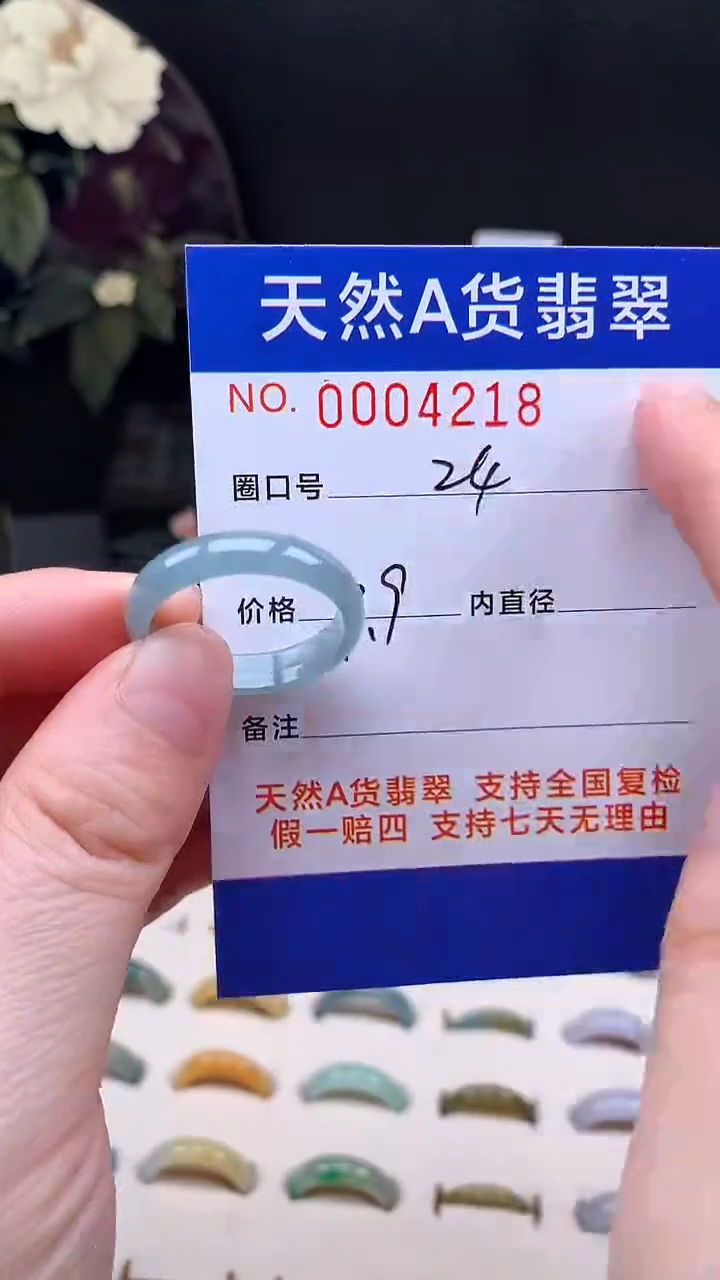 天然A货翡翠
NO. 0004218
圈口号 24
价格 9 内直径
备注
天然A货翡翠 支持全国复检
假一赔四 支持七天无理由